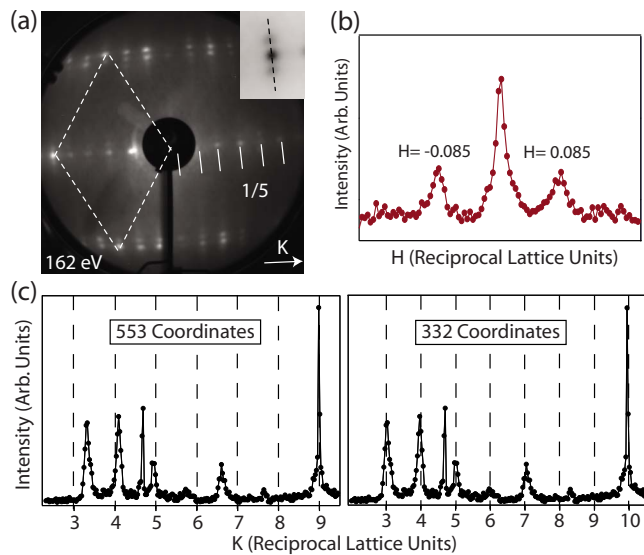 (a)
1/5
162 eV
K
(b)
Intensity (Arb. Units)
H= -0.085
H= 0.085
H (Reciprocal Lattice Units)
(c)
Intensity (Arb. Units)
553 Coordinates
332 Coordinates
3 4 5 6 7 8 9
3 4 5 6 7 8 9 10
K (Reciprocal Lattice Units)